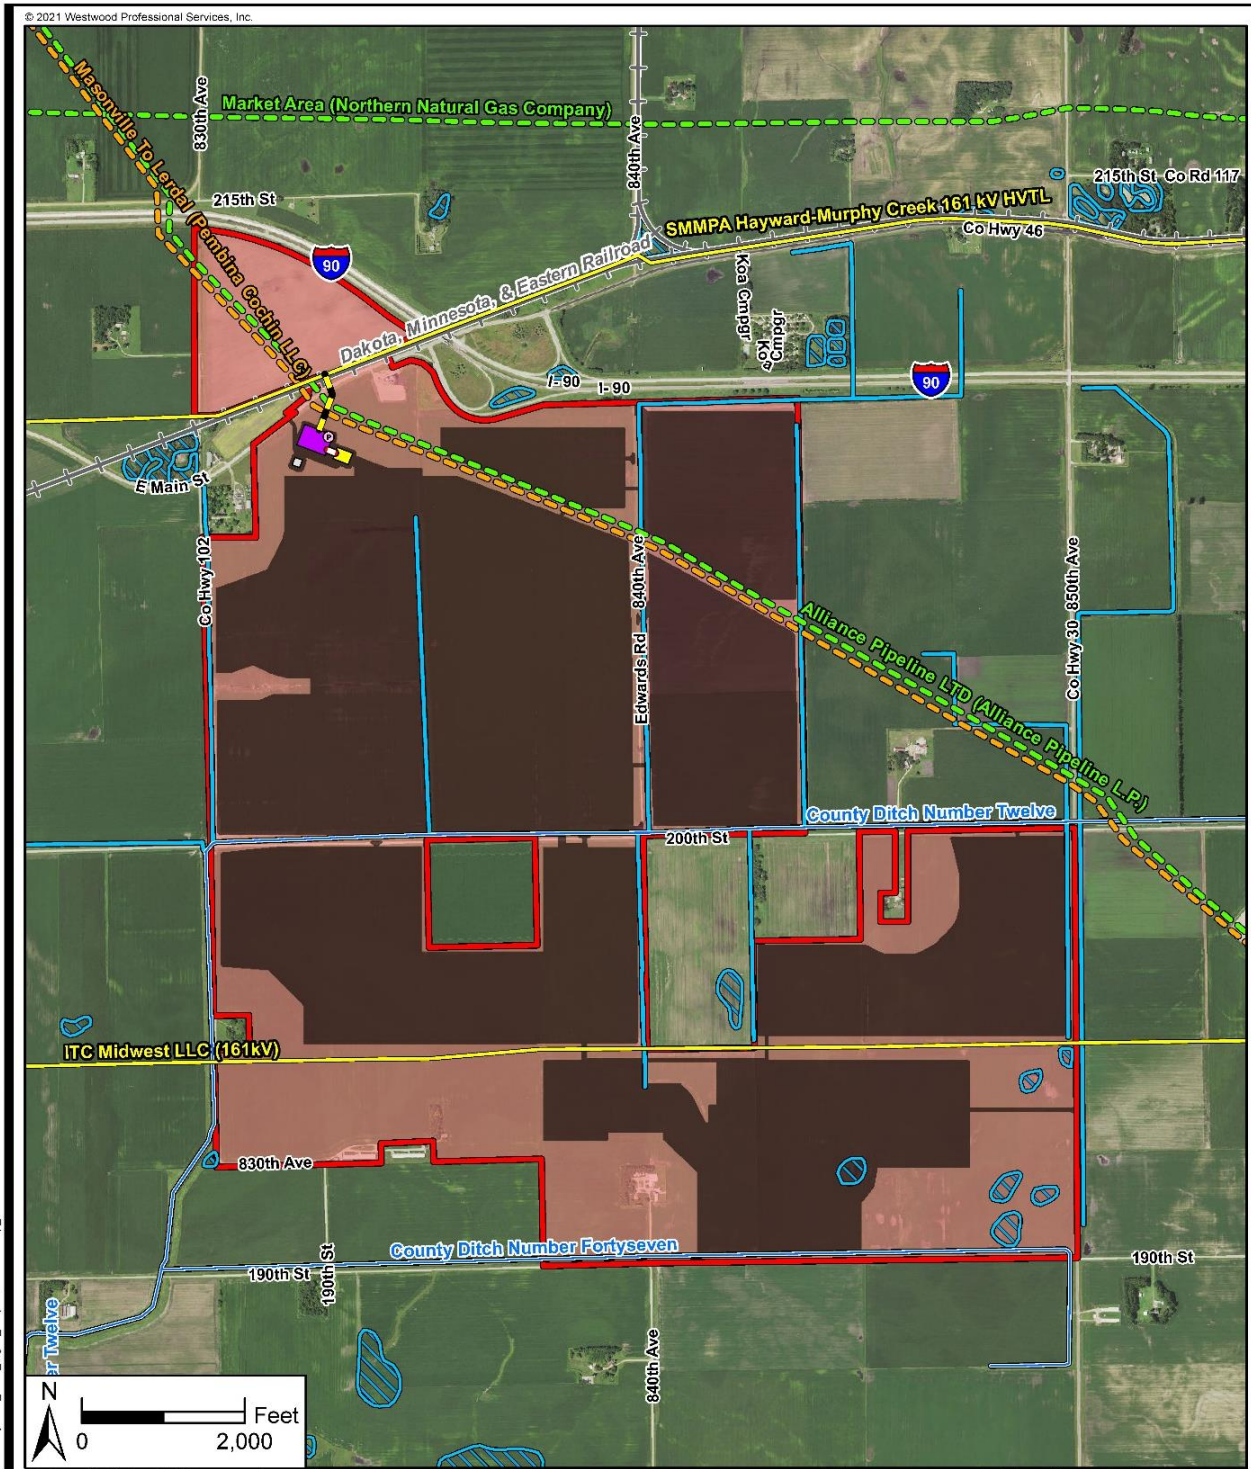 © 2021 Westwood Professional Services, Inc.
Masonville To Lerdal (Pembina Cochin LLC)
830th Ave
Market Area (Northern Natural Gas Company)
840th Ave
215th St
215th St Co Rd 117
SMMPA Hayward-Murphy Creek 161 kV HVTL
Co Hwy 46
90
Dakota, Minnesota, & Eastern Railroad
Koa Cmpgr
Koa Cmpgr
I- 90
I- 90
90
P
E Main St
Co Hwy 102
Edwards Rd 840th Ave
Co Hwy 30 850th Ave
Alliance Pipeline LTD (Alliance Pipeline L.P.)
County Ditch Number Twelve
200th St
ITC Midwest LLC (161kV)
830th Ave
County Ditch Number Fortyseven
190th St
190th St
190th St
er Twelve
840th Ave
N
Feet
0 2,000